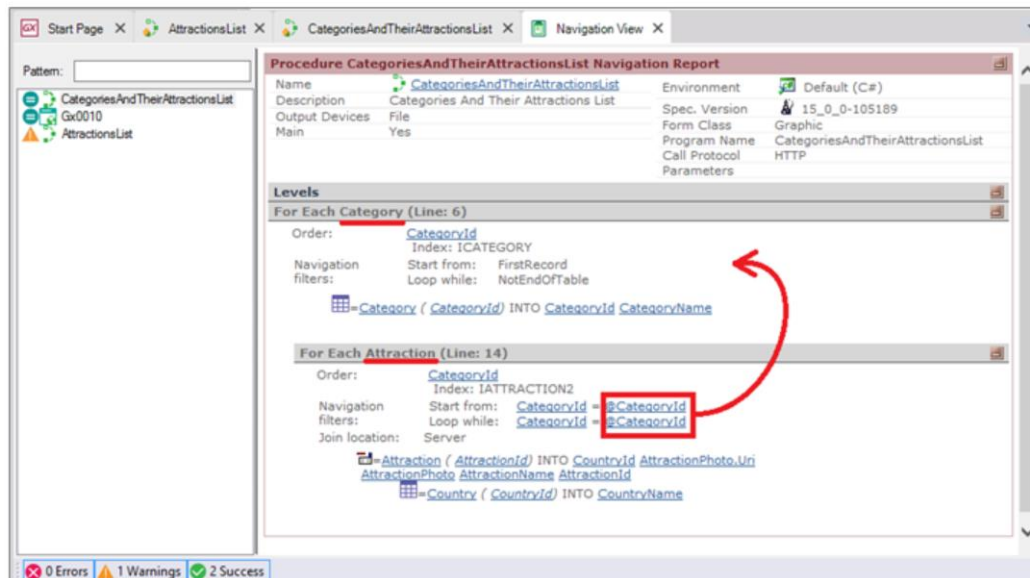 Start Page X AttractionsList X CategoriesAndTheirAttractionsList X Navigation View X
Pattern:
CategoriesAndTheirAttractionsList
Gx0010
AttractionsList
Procedure CategoriesAndTheirAttractionsList Navigation Report
Name CategoriesAndTheirAttractionsList
Description Categories And Their Attractions List
Output Devices File
Main Yes
Environment Default (C#)
Spec. Version 15_0_0-105189
Form Class Graphic
Program Name CategoriesAndTheirAttractionsList
Call Protocol HTTP
Parameters
Levels
For Each Category (Line: 6)
Order: CategoryId
Index: ICATEGORY
Navigation filters: Start from: FirstRecord
Loop while: NotEndOfTable
=Category ( CategoryId) INTO CategoryId CategoryName
For Each Attraction (Line: 14)
Order: CategoryId
Index: IATTRACTION2
Navigation filters: Start from: CategoryId = @CategoryId
Loop while: CategoryId = @CategoryId
Join location: Server
=Attraction ( AttractionId) INTO CountryId AttractionPhoto.Uri
AttractionPhoto AttractionName AttractionId
=Country ( CountryId) INTO CountryName
0 Errors 1 Warnings 2 Success